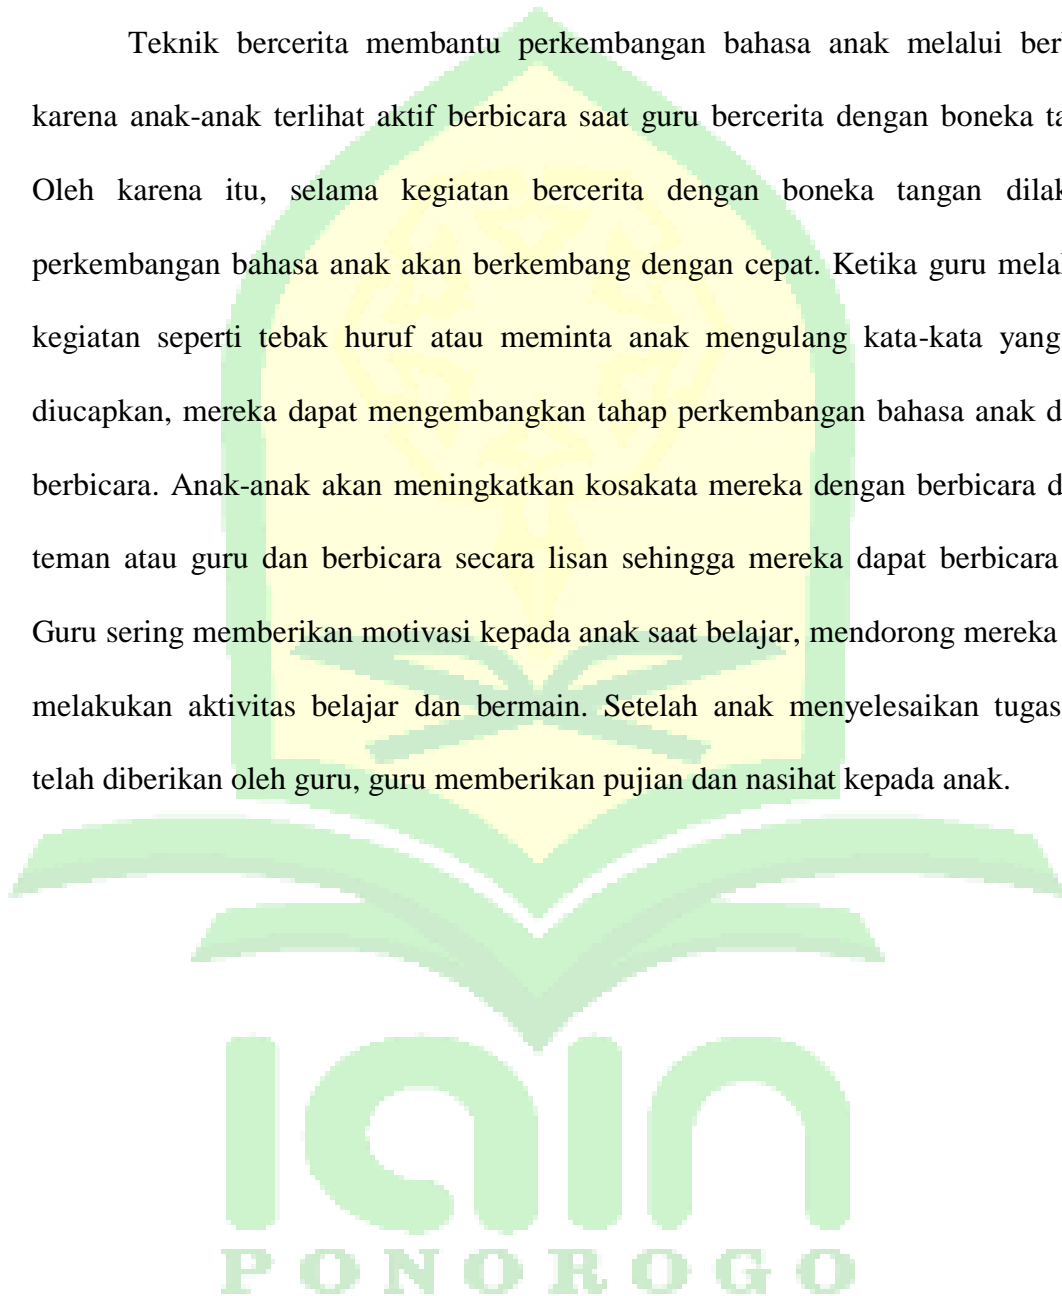 Teknik bercerita membantu perkembangan bahasa anak melalui
karena anak-anak terlihat aktif berbicara saat guru bercerita dengan boneka
Oleh karena itu, selama kegiatan bercerita dengan boneka tangan
perkembangan bahasa anak akan berkembang dengan cepat. Ketika guru
kegiatan seperti tebak huruf atau meminta anak mengulang kata-kata yang
diucapkan, mereka dapat mengembangkan tahap perkembangan bahasa anak
berbicara. Anak-anak akan meningkatkan kosakata mereka dengan berbicara
teman atau guru dan berbicara secara lisan sehingga mereka dapat berbicara
Guru sering memberikan motivasi kepada anak saat belajar, mendorong mereka
melakukan aktivitas belajar dan bermain. Setelah anak menyelesaikan tugas
telah diberikan oleh guru, guru memberikan pujian dan nasihat kepada anak.
iain
PONOROGO